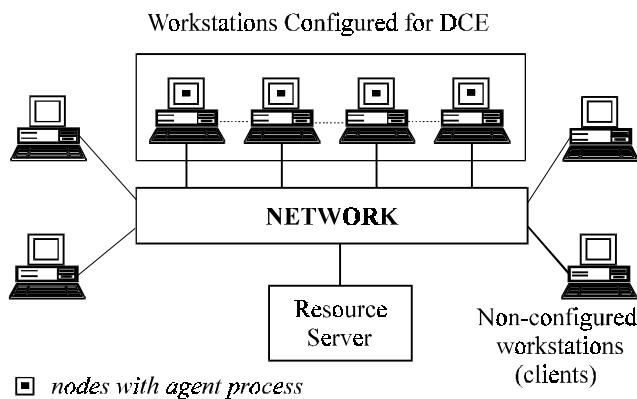 Workstations Configured for DCE
NETWORK
Resource
Server
Non-configured
workstations
(clients)
nodes with agent process